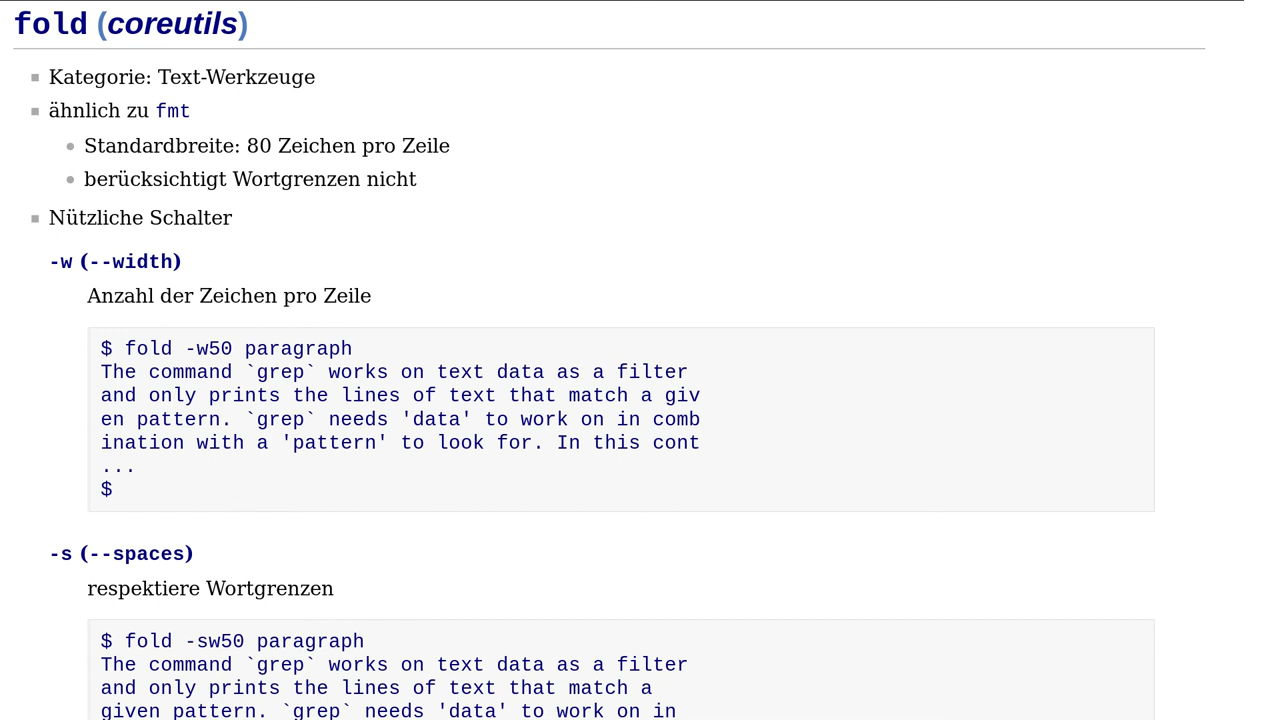 fold (coreutils)
Kategorie: Text-Werkzeuge
ähnlich zu fmt
Standardbreite: 80 Zeichen pro Zeile
berücksichtigt Wortgrenzen nicht
Nützliche Schalter
-w (--width)
Anzahl der Zeichen pro Zeile
$ fold -w50 paragraph
The command `grep` works on text data as a filter
and only prints the lines of text that match a giv
en pattern. `grep` needs 'data' to work on in comb
ination with a 'pattern' to look for. In this cont
...
$
-s (--spaces)
respektiere Wortgrenzen
$ fold -sw50 paragraph
The command `grep` works on text data as a filter
and only prints the lines of text that match a
given pattern. `grep` needs 'data' to work on in